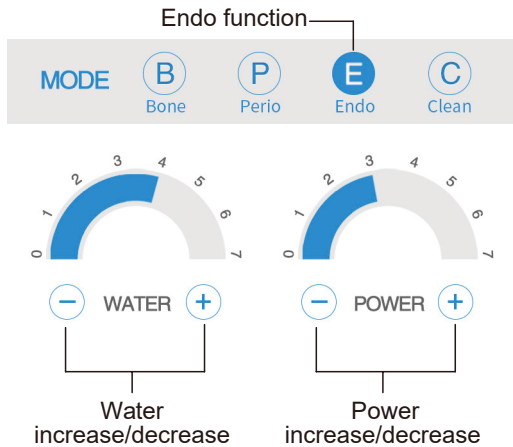 Endo function
MODE B P E C
Bone Perio Endo Clean
0 1 2 3 4 5 6 7
0 1 2 3 4 5 6 7
− WATER +
− POWER +
Water
increase/decrease
Power
increase/decrease